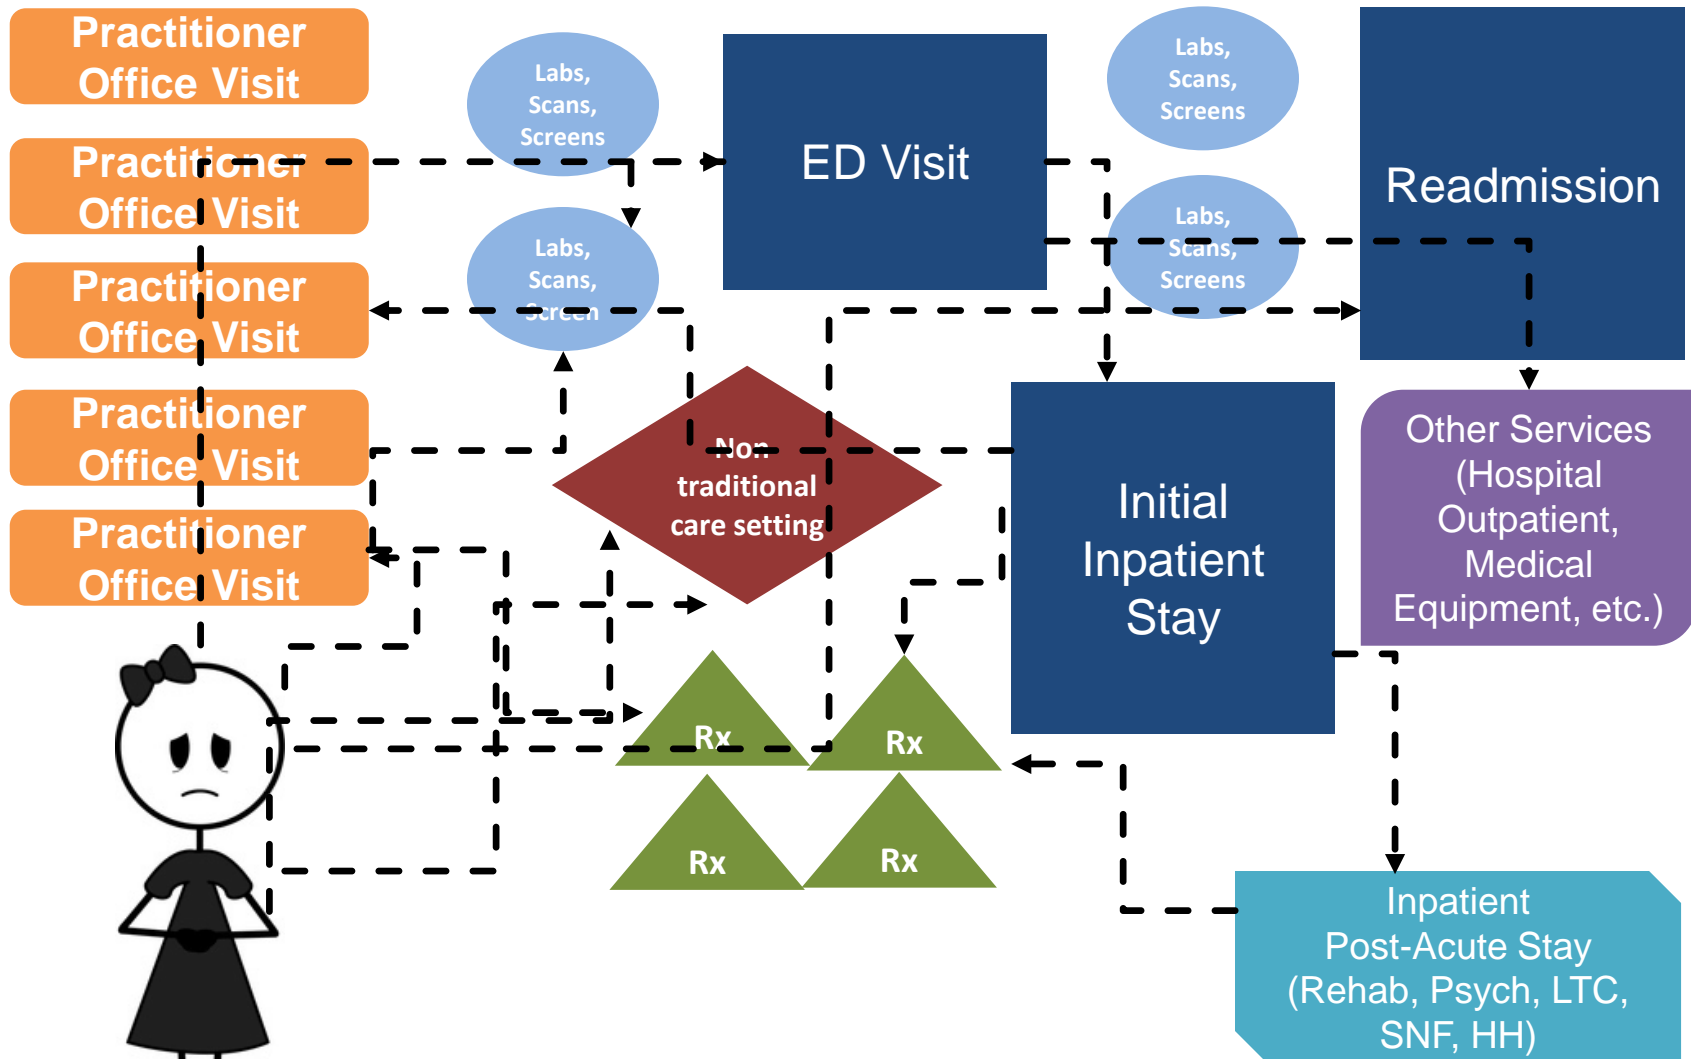 Practitioner
Office Visit
Practitioner
Office Visit
Practitioner
Office Visit
Practitioner
Office Visit
Practitioner
Office Visit
Labs,
Scans,
Screens
Labs,
Scans,
Screen
ED Visit
Labs,
Scans,
Screens
Labs,
Scans,
Screens
Readmission
Non
traditional
care setting
Initial
Inpatient
Stay
Other Services
(Hospital
Outpatient,
Medical
Equipment, etc.)
Rx
Rx
Rx
Rx
Inpatient
Post-Acute Stay
(Rehab, Psych, LTC,
SNF, HH)